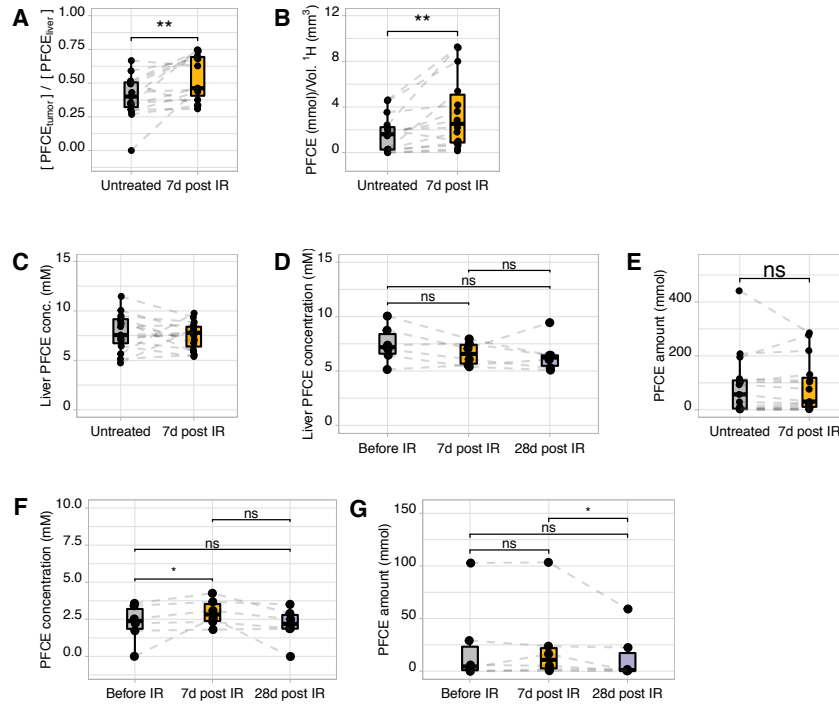 A
[ PFCEtumor] / [ PFCEliver]
1.00
0.75
0.50
0.25
0.00
**
Untreated 7d post IR
B
PFCE (mmol)/Vol. ¹H (mm³)
12
8
4
0
**
Untreated 7d post IR
C
Liver PFCE conc. (mM)
15
10
5
0
Untreated 7d post IR
D
Liver PFCE concentration (mM)
15
10
5
0
ns
ns
ns
Before IR 7d post IR 28d post IR
E
PFCE amount (mmol)
400
200
0
ns
Untreated 7d post IR
F
PFCE concentration (mM)
10.0
7.5
5.0
2.5
0.0
ns
ns
*
Before IR 7d post IR 28d post IR
G
PFCE amount (mmol)
150
100
50
0
*
ns
ns
Before IR 7d post IR 28d post IR